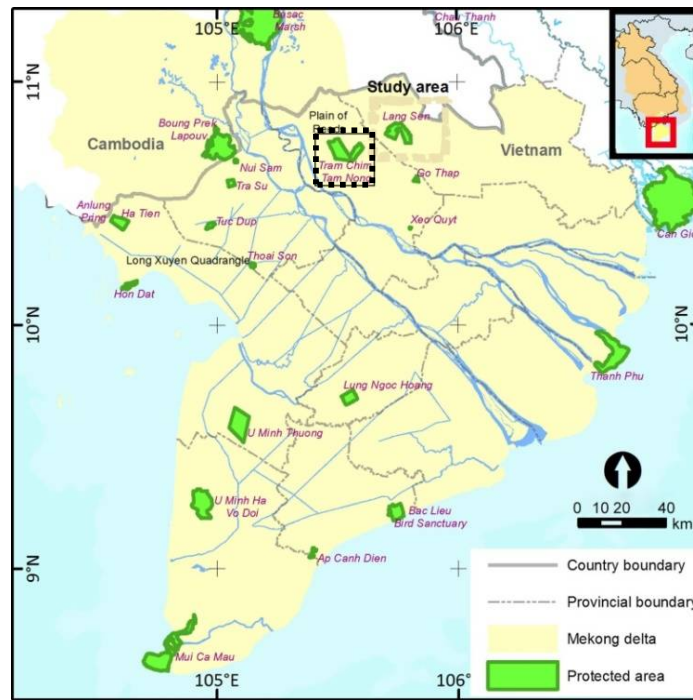 105°E
106°E
Basac
Marsh
Chau Thanh
11°N
Study area
Boung Prek
Lapouv
Plain of
Lang Sen
Cambodia
Vietnam
Nui Sam
Tram Chim
Tam Nong
Go Thap
Tra Su
Anlung
Pring
Ha Tien
Tuc Dup
Xeo Quyt
Can Gio
Long Xuyen Quadrangle
Thoai Son
Hon Dat
10°N
10°N
Thanh Phu
Lung Ngoc Hoang
U Minh Thuong
U Minh Ha
Vo Doi
Bac Lieu
Bird Sanctuary
0 10 20 40
km
9°N
Ap Canh Dien
Country boundary
Provincial boundary
Mekong delta
Mui Ca Mau
Protected area
105°E
106°